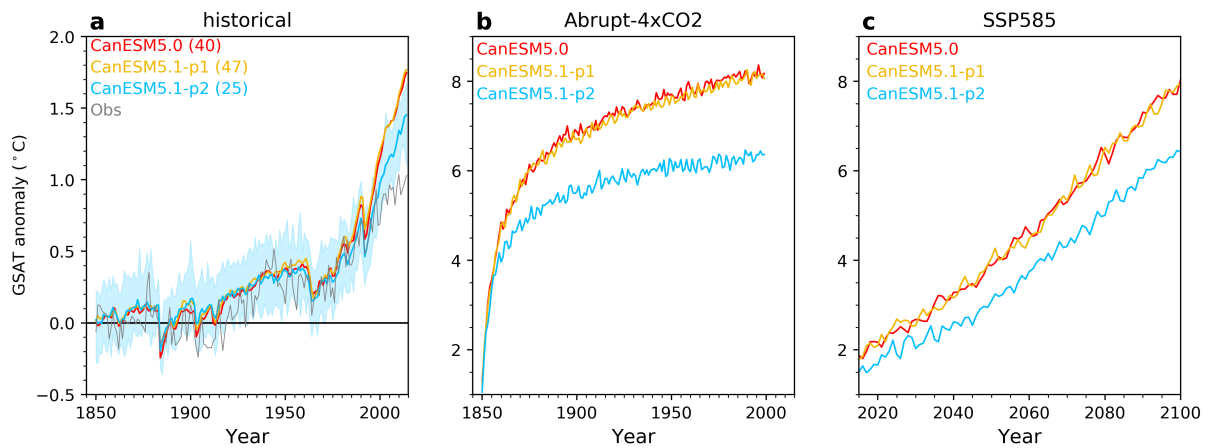 a historical
CanESM5.0 (40)
CanESM5.1-p1 (47)
CanESM5.1-p2 (25)
Obs
GSAT anomaly (°C)
2.0
1.5
1.0
0.5
0.0
−0.5
1850 1900 1950 2000
Year
b Abrupt-4xCO2
CanESM5.0
CanESM5.1-p1
CanESM5.1-p2
8
6
4
2
1850 1900 1950 2000
Year
c SSP585
CanESM5.0
CanESM5.1-p1
CanESM5.1-p2
8
6
4
2
2020 2040 2060 2080 2100
Year